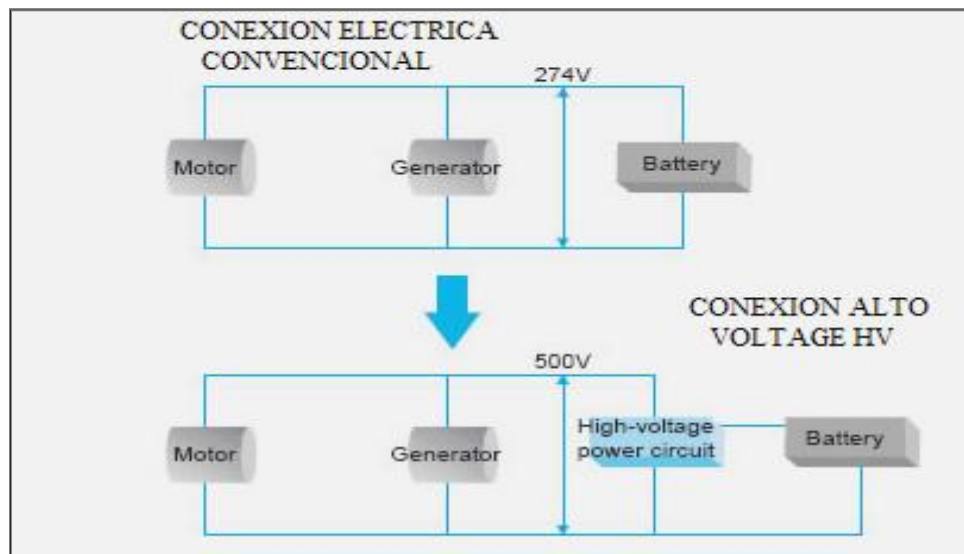 CONEXION ELECTRICA
CONVENCIONAL
274V
Motor
Generator
Battery
CONEXION ALTO
VOLTAGE HV
500V
Motor
Generator
High-voltage
power circuit
Battery